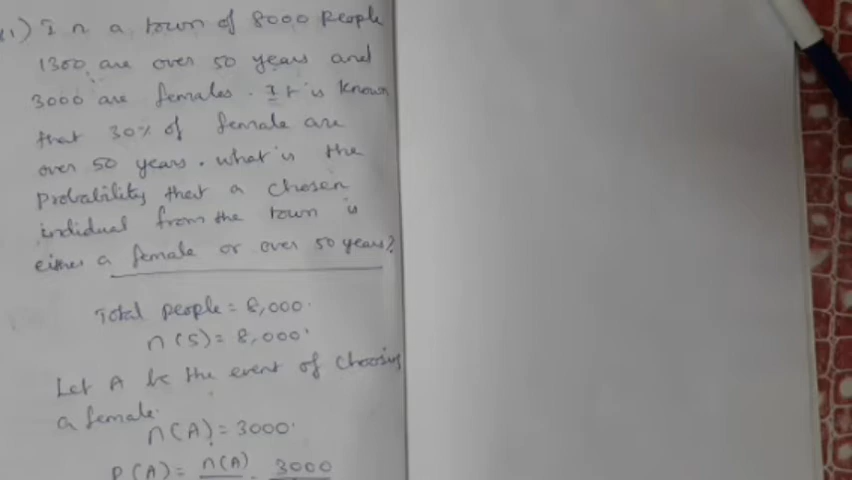 1) In a town of 8000 people
1300 are over 50 years and
3000 are females. It is known
that 30% of female are
over 50 years. what is the
probability that a chosen
individual from the town is
either a female or over 50 years?
Total people = 8,000.
n(S) = 8,000.
Let A be the event of choosing
a female.
n(A) = 3000.
P(A) = n(A) = 3000